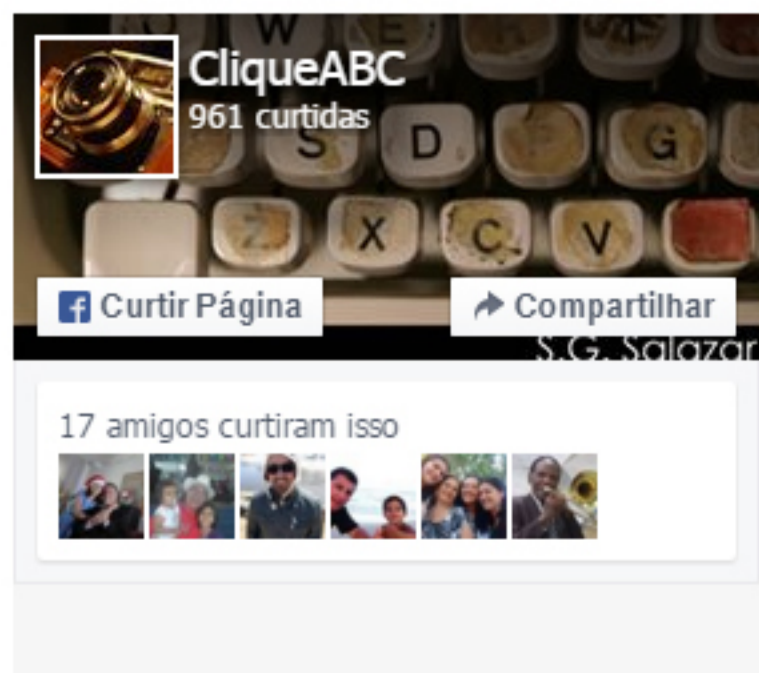 W E
CliqueABC
961 curtidas
S D G
Z X C V
Curtir Página
Compartilhar
S.G. Salazar
17 amigos curtiram isso